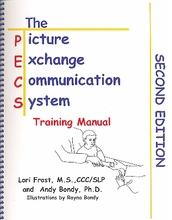 The
Picture
Exchange
Communication
System
Training Manual
SECOND EDITION
Lori Frost, M.S.,CCC/SLP
and Andy Bondy, Ph.D.
Illustrations by Rayna Bondy